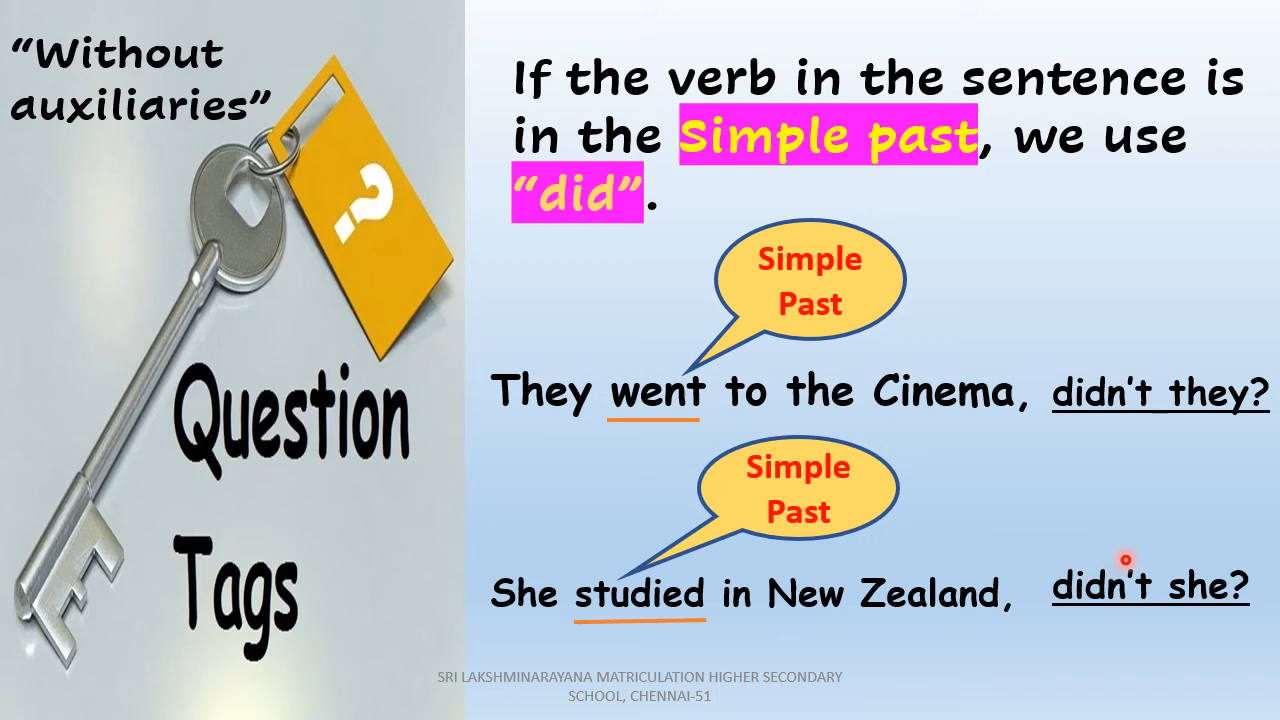 “Without
auxiliaries”
?
Question
Tags
If the verb in the sentence is
in the Simple past, we use
“did”.
Simple
Past
They went to the Cinema, didn't they?
Simple
Past
She studied in New Zealand, didn't she?
SRI LAKSHMINARAYANA MATRICULATION HIGHER SECONDARY
SCHOOL, CHENNAI-51